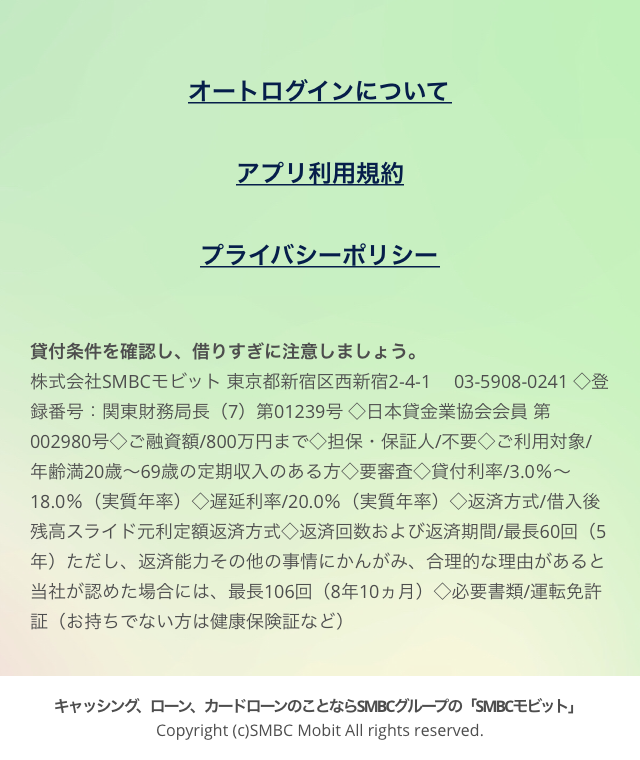 オートログインについて
アプリ利用規約
プライバシーポリシー
貸付条件を確認し、借りすぎに注意しましょう。
株式会社SMBCモビット 東京都新宿区西新宿2-4-1　03-5908-0241 ◇登
録番号：関東財務局長（7）第01239号 ◇日本貸金業協会会員 第
002980号◇ご融資額/800万円まで◇担保・保証人/不要◇ご利用対象/
年齢満20歳〜69歳の定期収入のある方◇要審査◇貸付利率/3.0％〜
18.0％（実質年率）◇遅延利率/20.0％（実質年率）◇返済方式/借入後
残高スライド元利定額返済方式◇返済回数および返済期間/最長60回（5
年）ただし、返済能力その他の事情にかんがみ、合理的な理由があると
当社が認めた場合には、最長106回（8年10ヵ月）◇必要書類/運転免許
証（お持ちでない方は健康保険証など）
キャッシング、ローン、カードローンのことならSMBCグループの「SMBCモビット」
Copyright (c)SMBC Mobit All rights reserved.